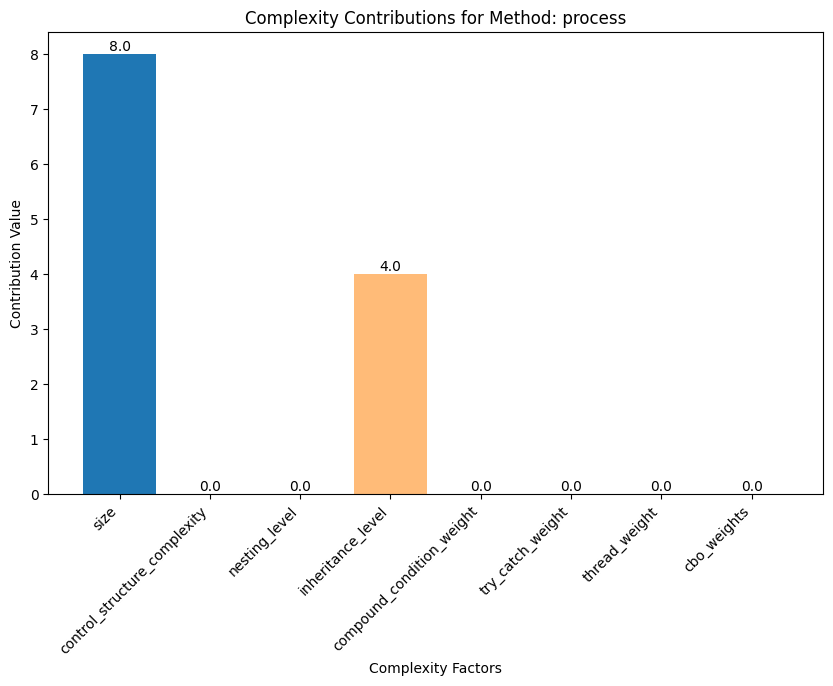 Complexity Contributions for Method: process
Contribution Value
8
7
6
5
4
3
2
1
0
8.0
0.0
0.0
4.0
0.0
0.0
0.0
0.0
size
control_structure_complexity
nesting_level
inheritance_level
compound_condition_weight
try_catch_weight
thread_weight
cbo_weights
Complexity Factors